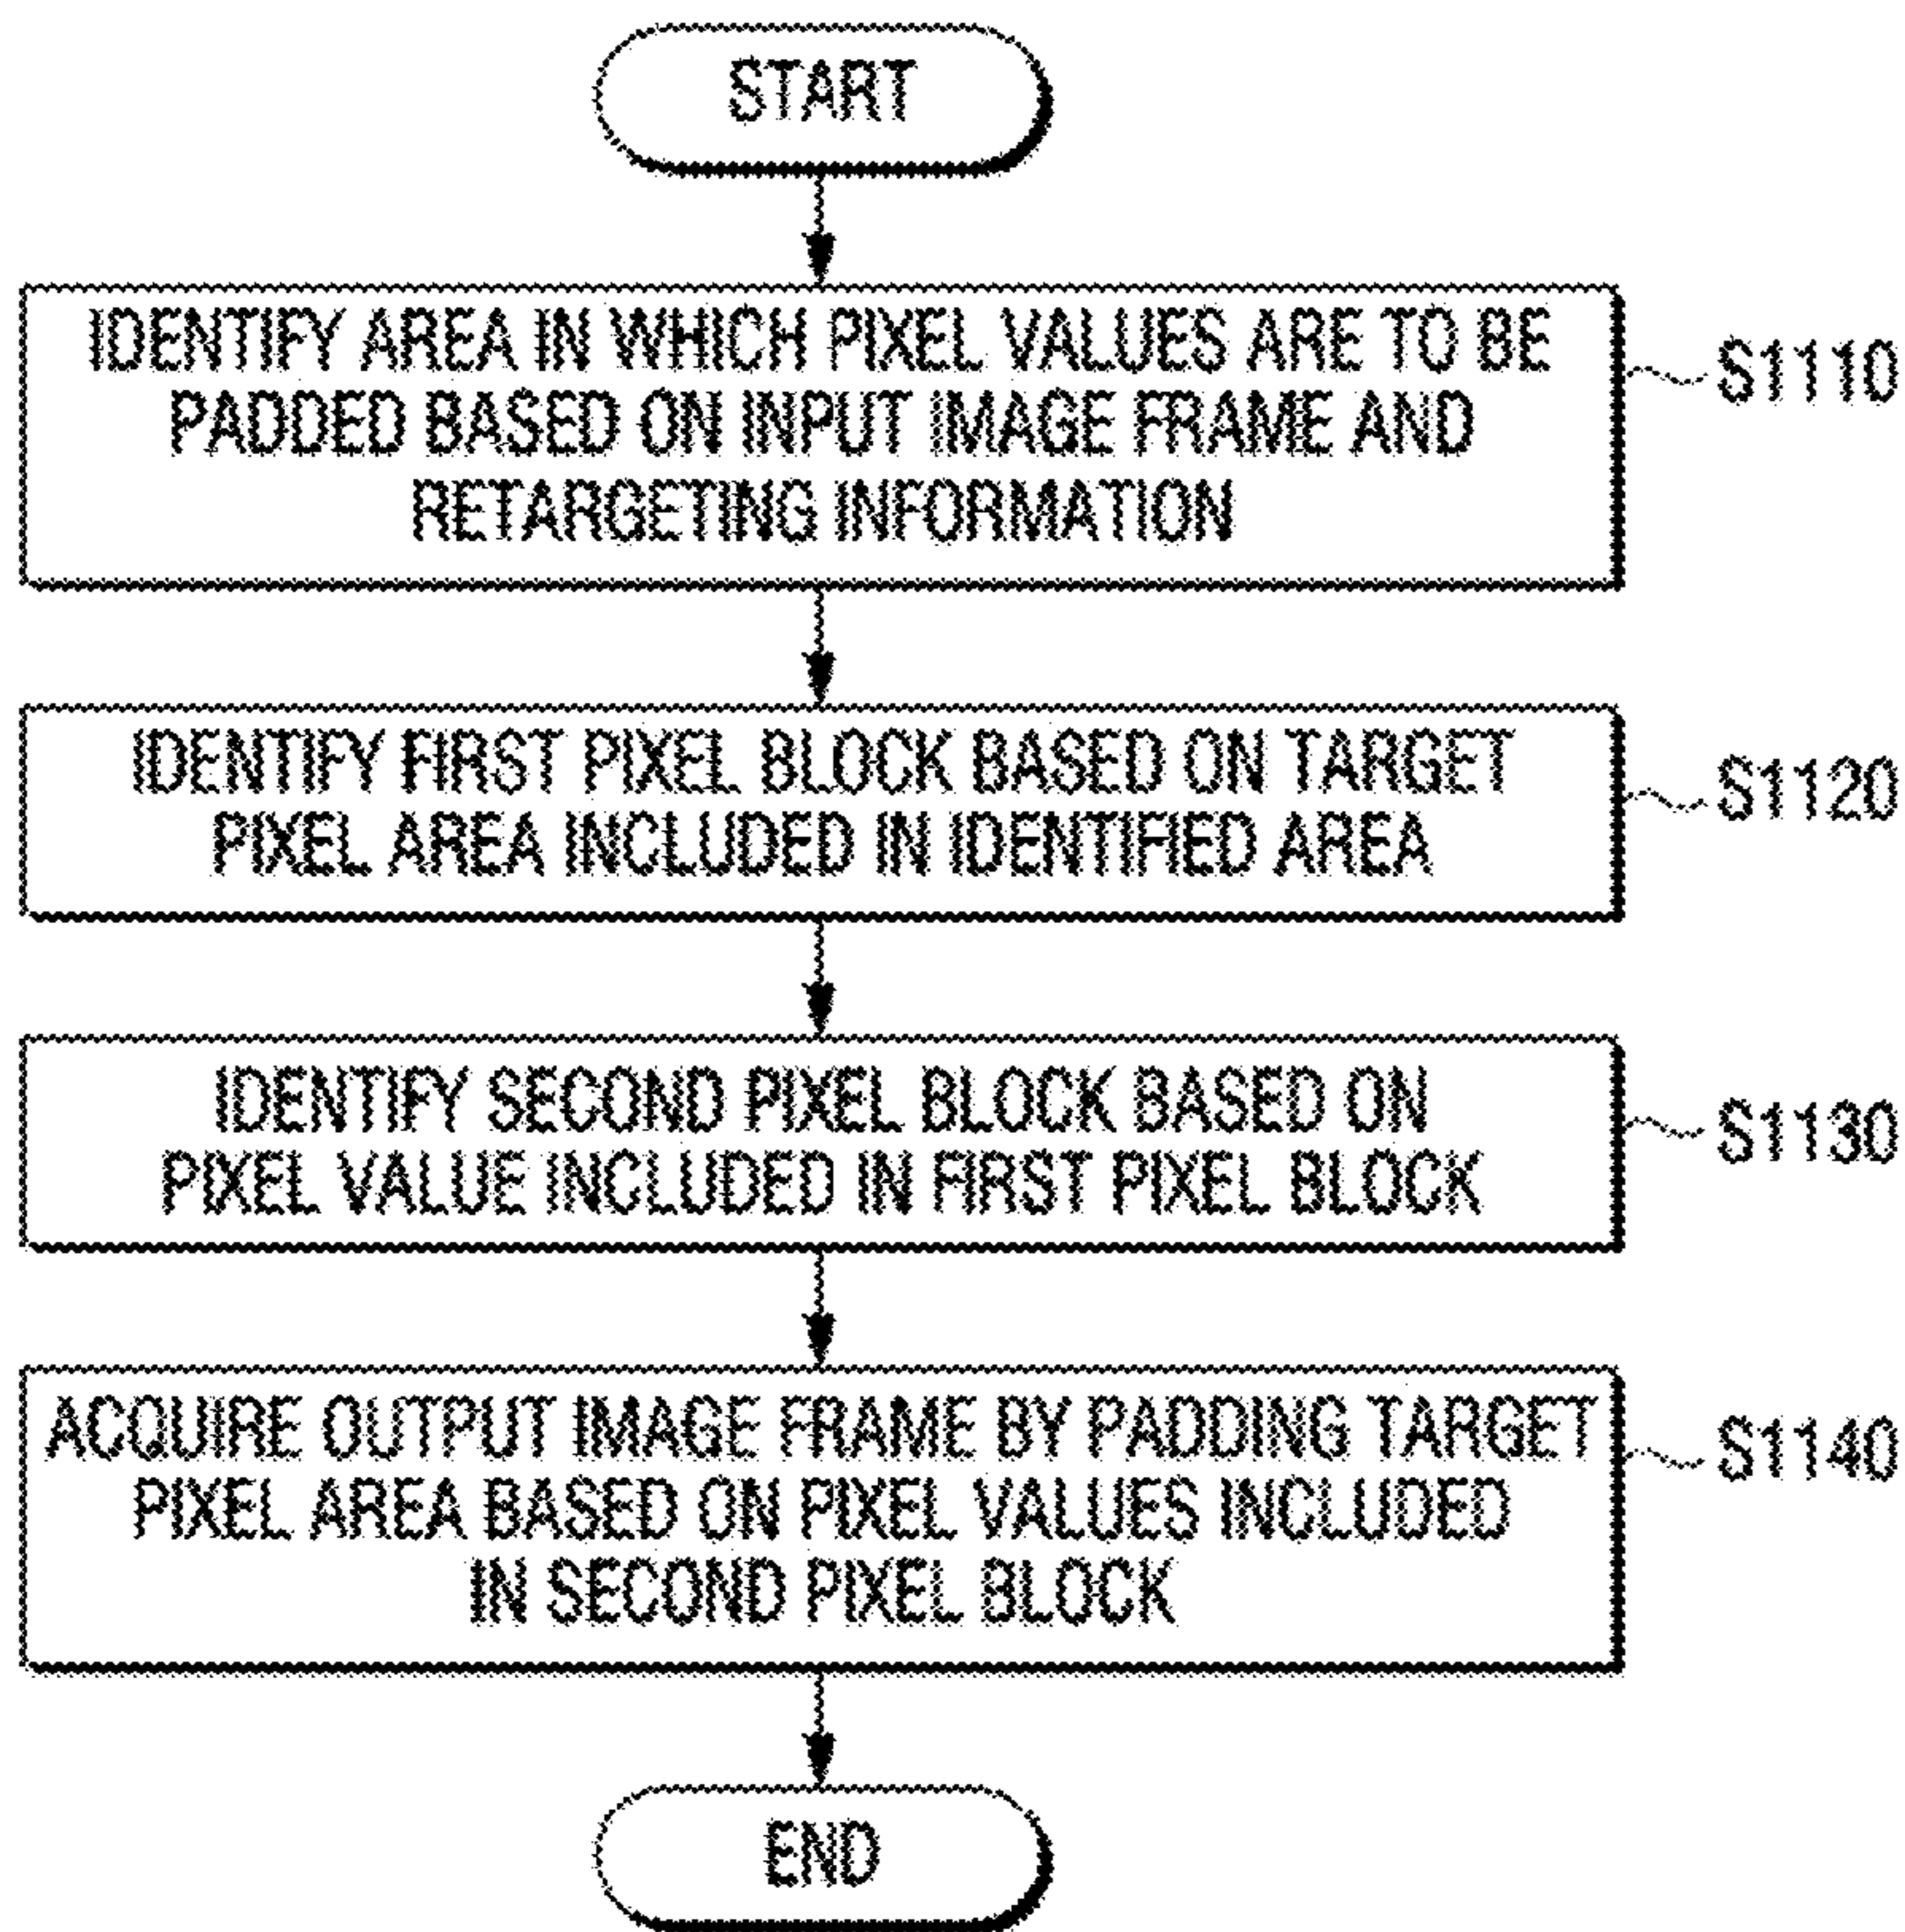 START
IDENTIFY AREA IN WHICH PIXEL VALUES ARE TO BE
PADDED BASED ON INPUT IMAGE FRAME AND
RETARGETING INFORMATION
S1110
IDENTIFY FIRST PIXEL BLOCK BASED ON TARGET
PIXEL AREA INCLUDED IN IDENTIFIED AREA
S1120
IDENTIFY SECOND PIXEL BLOCK BASED ON
PIXEL VALUE INCLUDED IN FIRST PIXEL BLOCK
S1130
ACQUIRE OUTPUT IMAGE FRAME BY PADDING TARGET
PIXEL AREA BASED ON PIXEL VALUES INCLUDED
IN SECOND PIXEL BLOCK
S1140
END